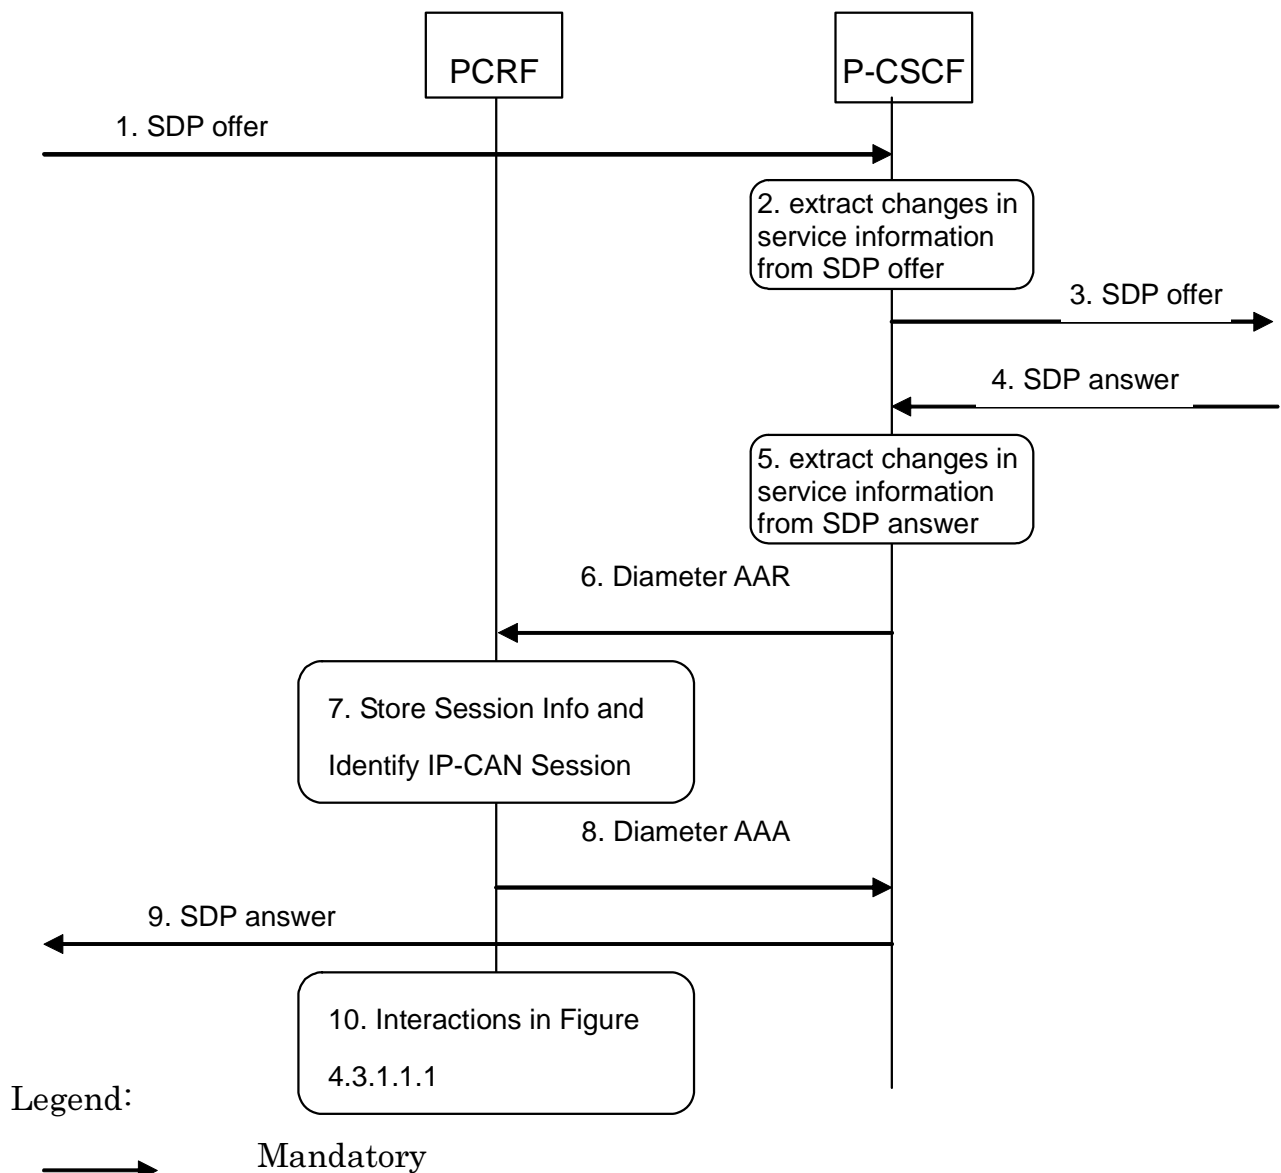 PCRF
P-CSCF
1. SDP offer
2. extract changes in
service information
from SDP offer
3. SDP offer
4. SDP answer
5. extract changes in
service information
from SDP answer
6. Diameter AAR
7. Store Session Info and
Identify IP-CAN Session
8. Diameter AAA
9. SDP answer
10. Interactions in Figure
4.3.1.1.1
Legend:
Mandatory